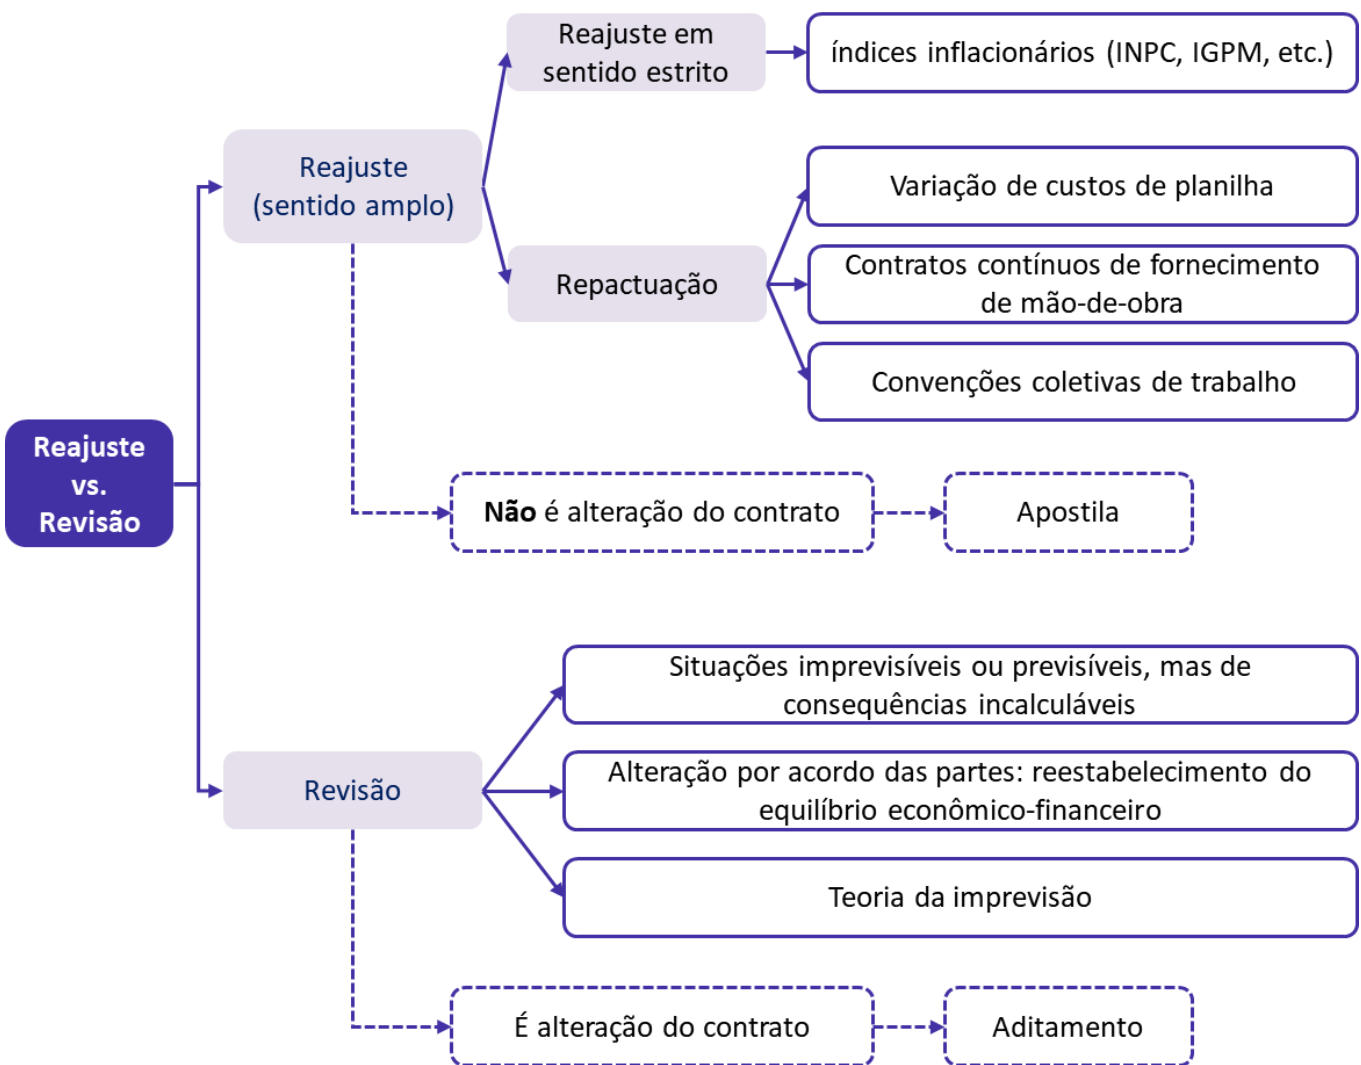 Reajuste em
sentido estrito
índices inflacionários (INPC, IGPM, etc.)
Reajuste
(sentido amplo)
Variação de custos de planilha
Repactuação
Contratos contínuos de fornecimento
de mão-de-obra
Convenções coletivas de trabalho
Reajuste
vs.
Revisão
Não é alteração do contrato
Apostila
Situações imprevisíveis ou previsíveis, mas de
consequências incalculáveis
Revisão
Alteração por acordo das partes: reestabelecimento do
equilíbrio econômico-financeiro
Teoria da imprevisão
É alteração do contrato
Aditamento